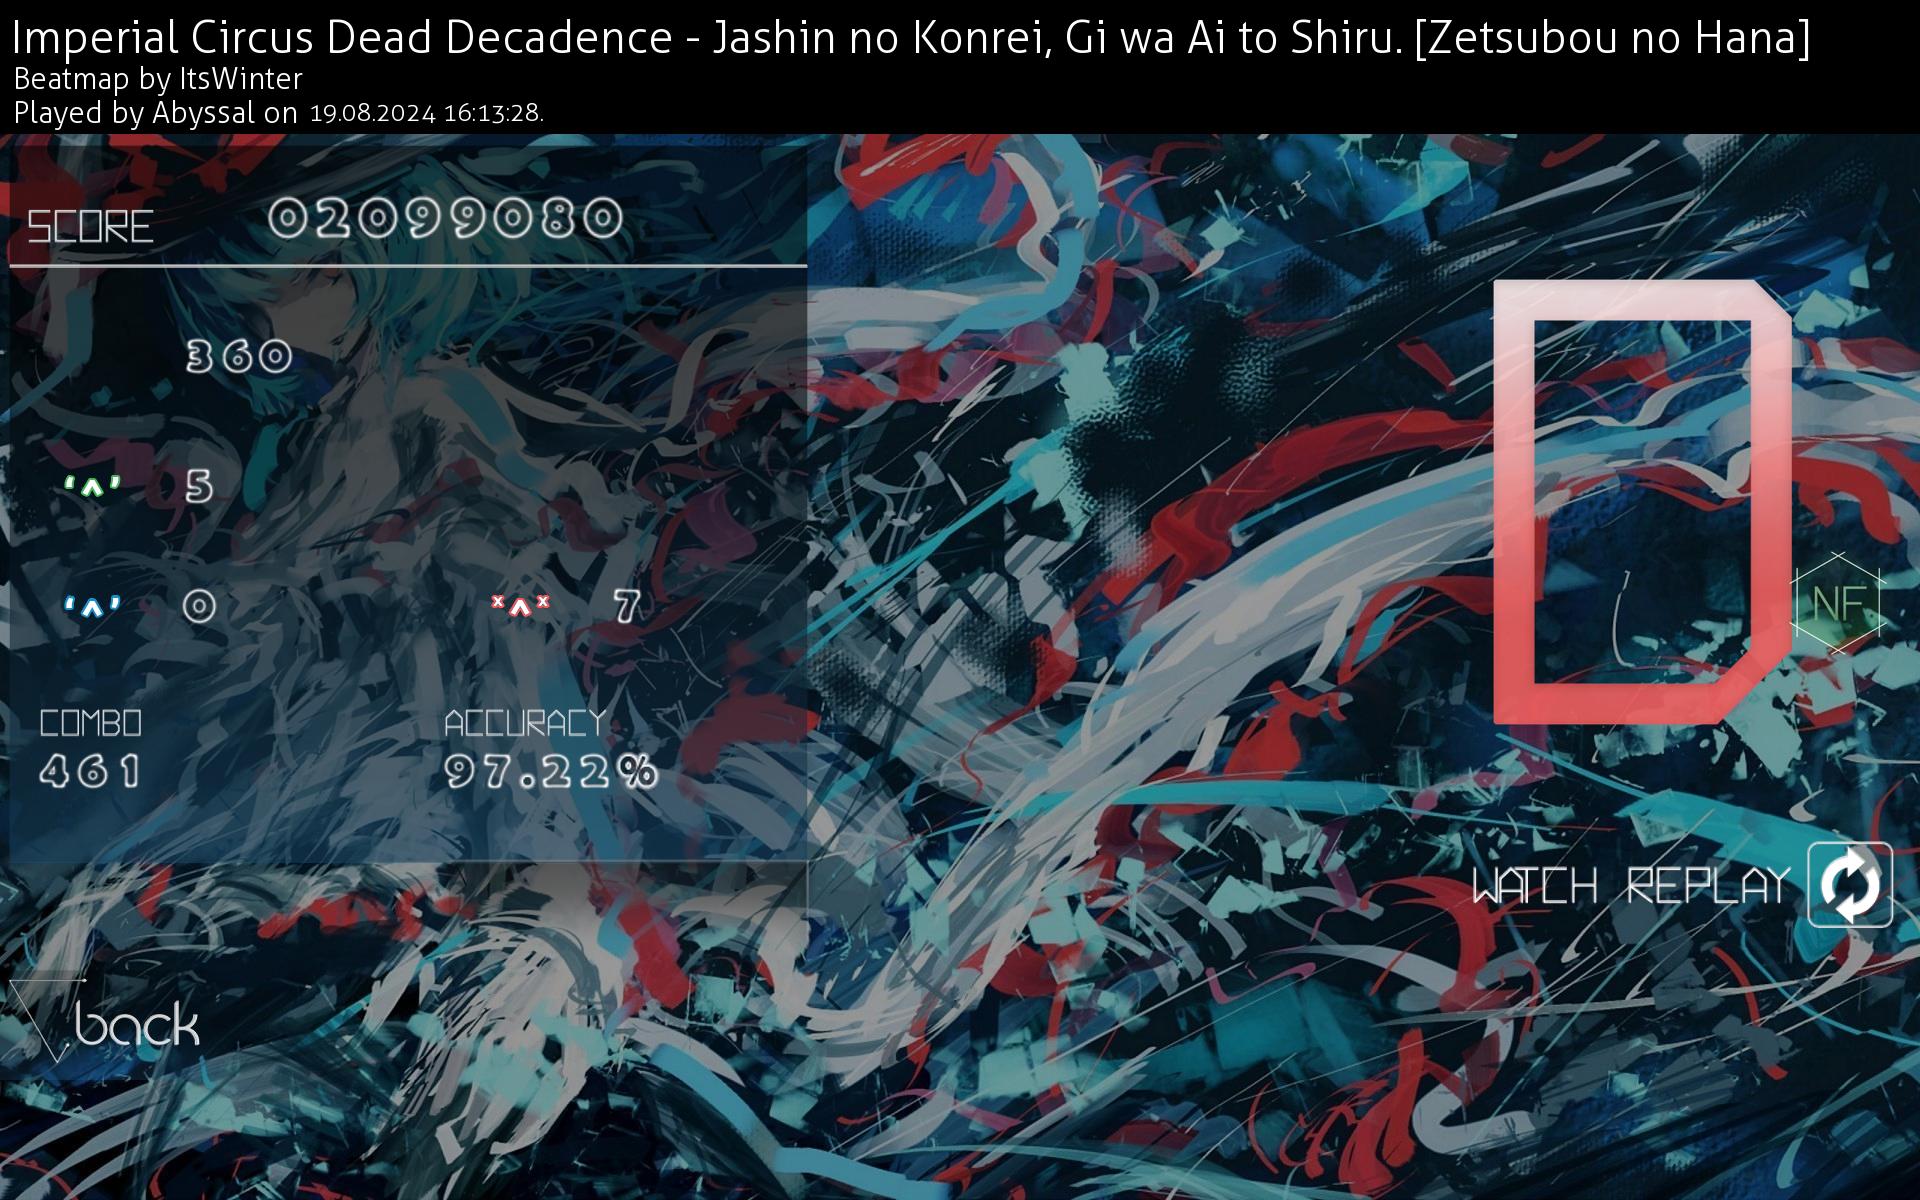 Imperial Circus Dead Decadence - Jashin no Konrei, Gi wa Ai to Shiru. [Zetsubou no Hana]
Beatmap by ItsWinter
Played by Abyssal on 19.08.2024 16:13:28.
SCORE 02099080
360
'^' 5
'^' 0 x^x 7
NF
COMBO ACCURACY
461 97.22%
WATCH REPLAY
back
D